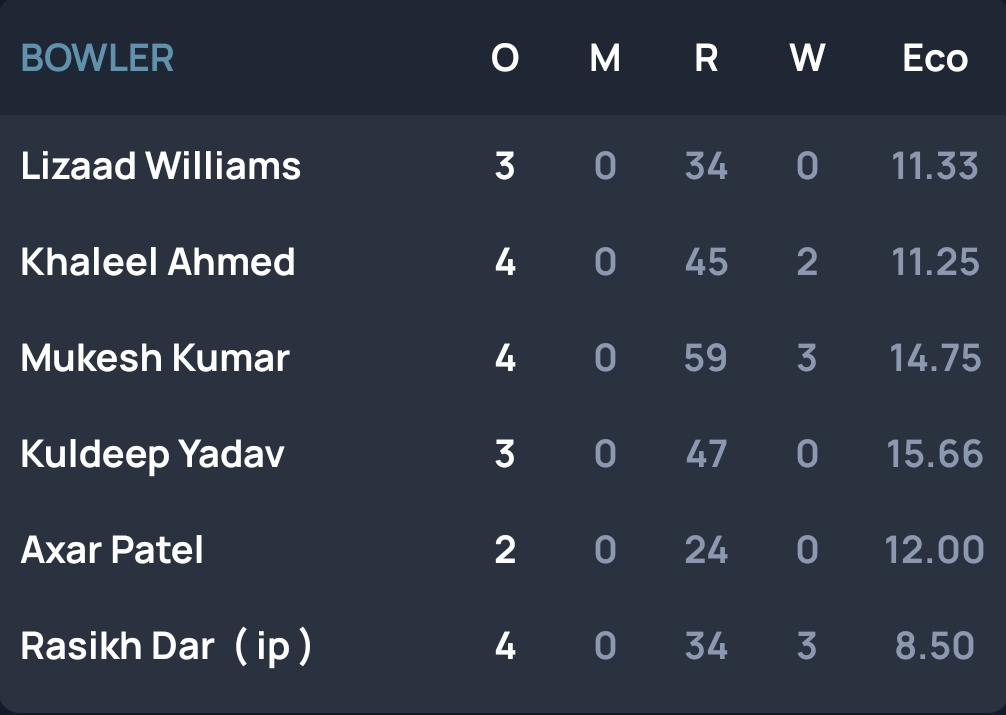 BOWLER O M R W Eco
Lizaad Williams 3 0 34 0 11.33
Khaleel Ahmed 4 0 45 2 11.25
Mukesh Kumar 4 0 59 3 14.75
Kuldeep Yadav 3 0 47 0 15.66
Axar Patel 2 0 24 0 12.00
Rasikh Dar ( ip ) 4 0 34 3 8.50